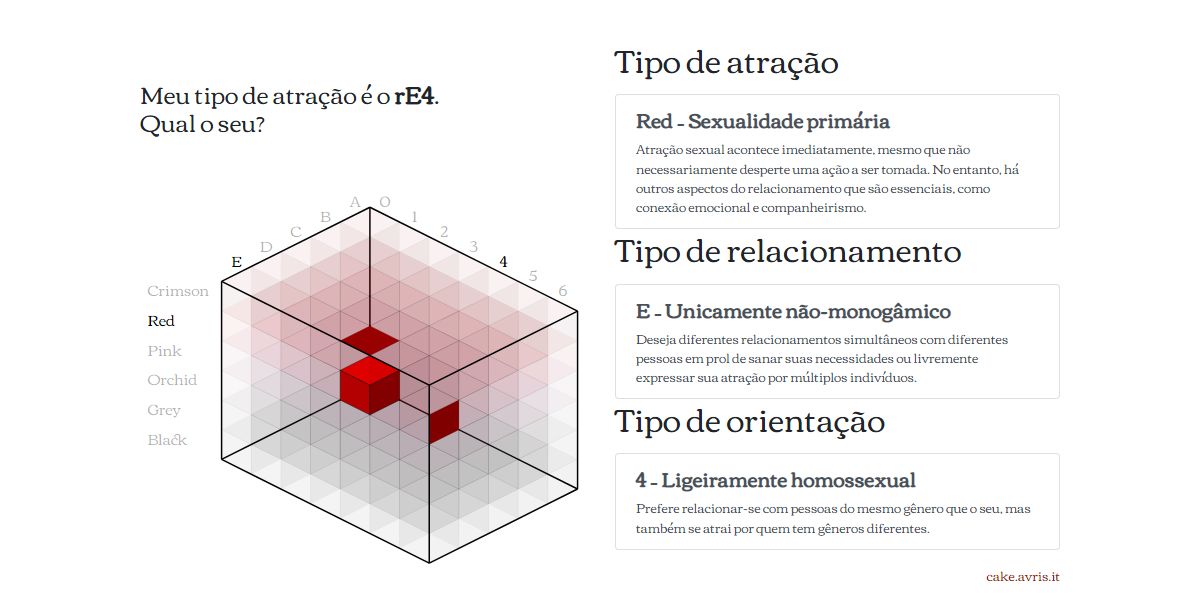 Meu tipo de atração é o rE4.
Qual o seu?
A
B
C
D
E
0
1
2
3
4
5
6
Crimson
Red
Pink
Orchid
Grey
Black
Tipo de atração
Red - Sexualidade primária
Atração sexual acontece imediatamente, mesmo que não
necessariamente desperte uma ação a ser tomada. No entanto, há
outros aspectos do relacionamento que são essenciais, como
conexão emocional e companheirismo.
Tipo de relacionamento
E - Unicamente não-monogâmico
Deseja diferentes relacionamentos simultâneos com diferentes
pessoas em prol de sanar suas necessidades ou livremente
expressar sua atração por múltiplos indivíduos.
Tipo de orientação
4 - Ligeiramente homossexual
Prefere relacionar-se com pessoas do mesmo gênero que o seu, mas
também se atrai por quem tem gêneros diferentes.
cake.avris.it